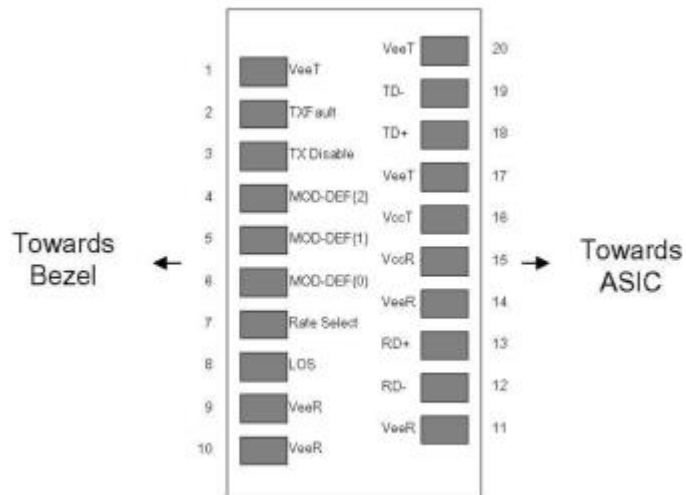 1 VeeT
2 TXFault
3 TX Disable
4 MOD-DEF(2)
5 MOD-DEF(1)
6 MOD-DEF(0)
7 Rate Select
8 LOS
9 VeeR
10 VeeR
VeeT 20
TD- 19
TD+ 18
VeeT 17
VccT 16
VccR 15
VeeR 14
RD+ 13
RD- 12
VeeR 11
Towards
Bezel
Towards
ASIC